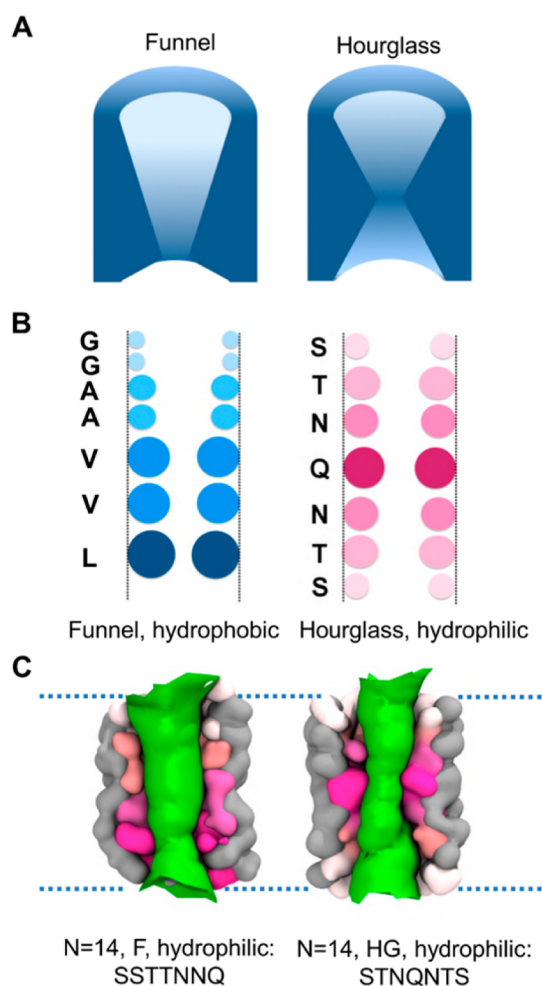 A
Funnel
Hourglass
B
G
G
A
A
V
V
L
Funnel, hydrophobic
S
T
N
Q
N
T
S
Hourglass, hydrophilic
C
N=14, F, hydrophilic:
SSTTNNQ
N=14, HG, hydrophilic:
STNQNTS